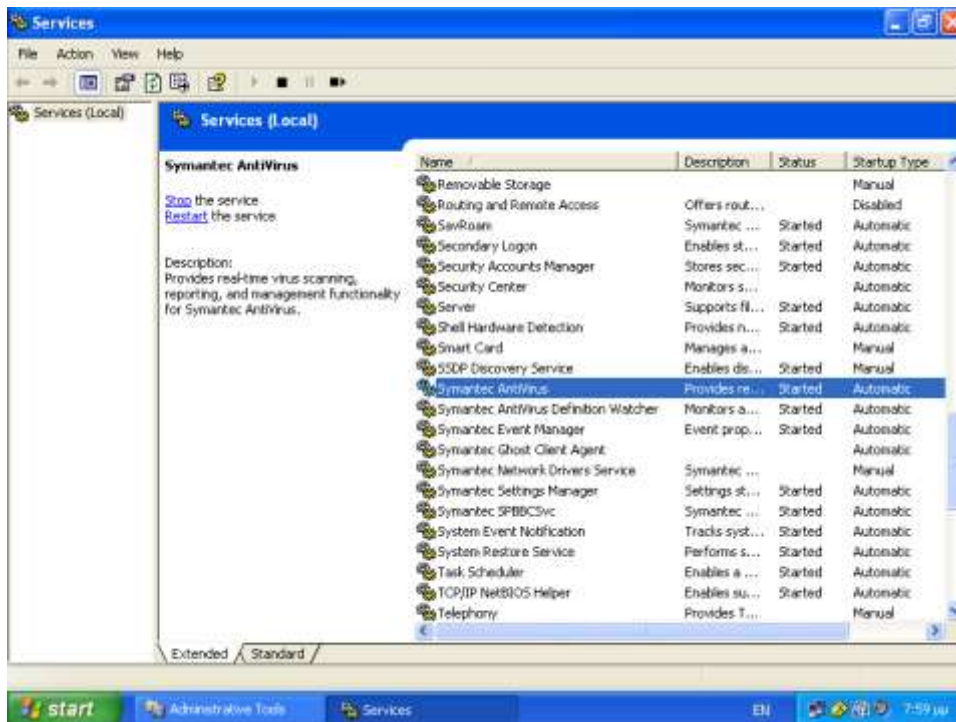 Services
File Action View Help
Services (Local)
Services (Local)
Symantec AntiVirus
Stop the service
Restart the service
Description:
Provides real-time virus scanning,
reporting, and management functionality
for Symantec AntiVirus.
Name Description Status Startup Type
Removable Storage Manual
Routing and Remote Access Offers rout... Disabled
SavRoam Symantec ... Started Automatic
Secondary Logon Enables st... Started Automatic
Security Accounts Manager Stores sec... Started Automatic
Security Center Monitors s... Automatic
Server Supports fil... Started Automatic
Shell Hardware Detection Provides n... Started Automatic
Smart Card Manages a... Manual
SSDP Discovery Service Enables dis... Started Manual
Symantec AntiVirus Provides re... Started Automatic
Symantec AntiVirus Definition Watcher Monitors a... Started Automatic
Symantec Event Manager Event prop... Started Automatic
Symantec Ghost Client Agent Automatic
Symantec Network Drivers Service Symantec ... Manual
Symantec Settings Manager Settings st... Started Automatic
Symantec SPBBCSvc Symantec ... Started Automatic
System Event Notification Tracks syst... Started Automatic
System Restore Service Performs s... Started Automatic
Task Scheduler Enables a ... Started Automatic
TCP/IP NetBIOS Helper Enables su... Started Automatic
Telephony Provides T... Manual
Extended Standard
start Administrative Tools Services EN 7:59 μμ